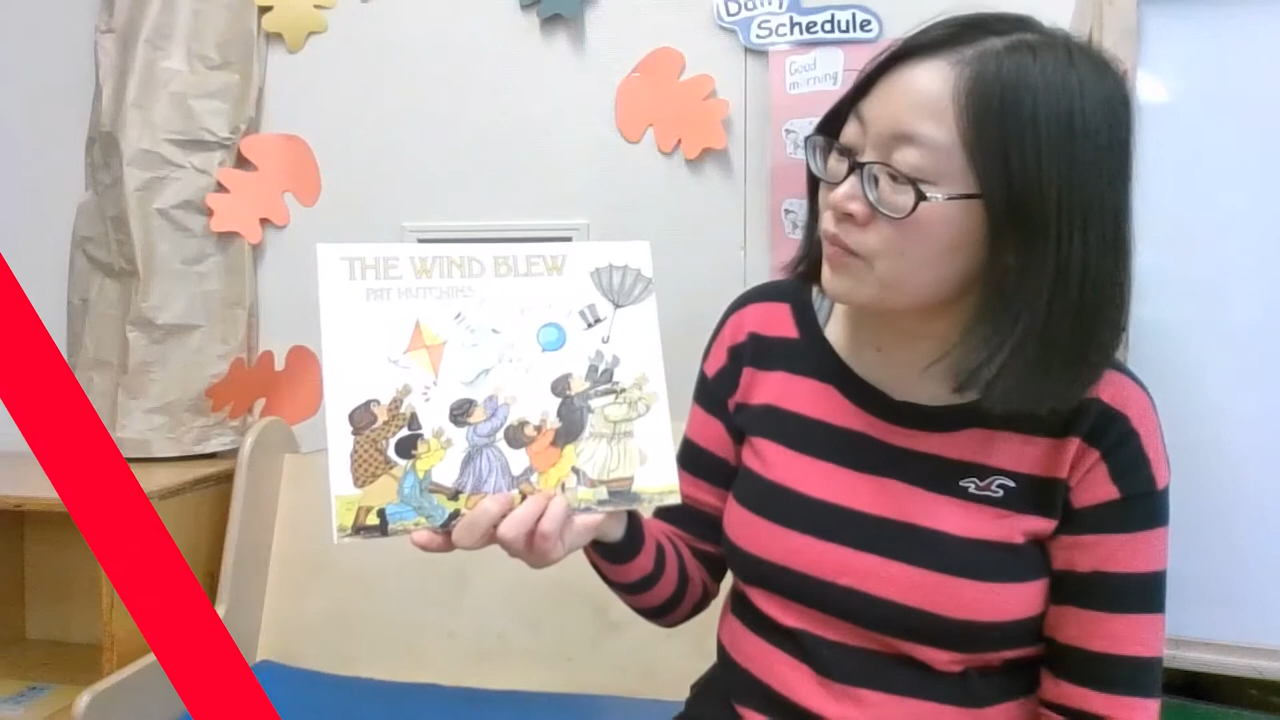 Daily
Schedule
Good
morning
THE WIND BLEW
PAT HUTCHINS